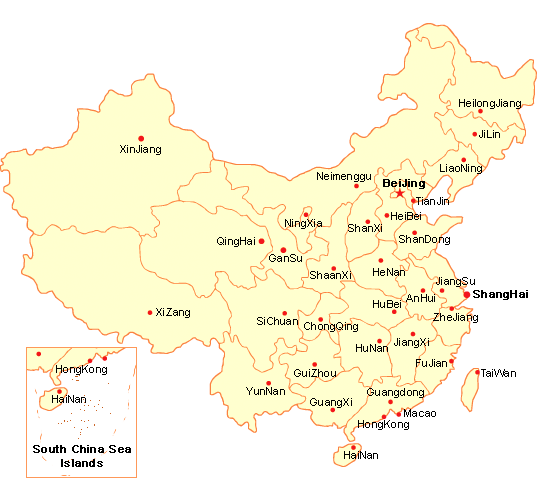 HeilongJiang
JiLin
XinJiang
LiaoNing
Neimenggu
BeiJing
TianJin
HeiBei
NingXia
ShanXi
ShanDong
QingHai
GanSu
ShaanXi
HeNan
JiangSu
AnHui
ShangHai
HuBei
ZheJiang
XiZang
SiChuan
ChongQing
HuNan
JiangXi
FuJian
TaiWan
GuiZhou
YunNan
Guangdong
GuangXi
Macao
HongKong
HaiNan
HongKong
HaiNan
South China Sea
Islands